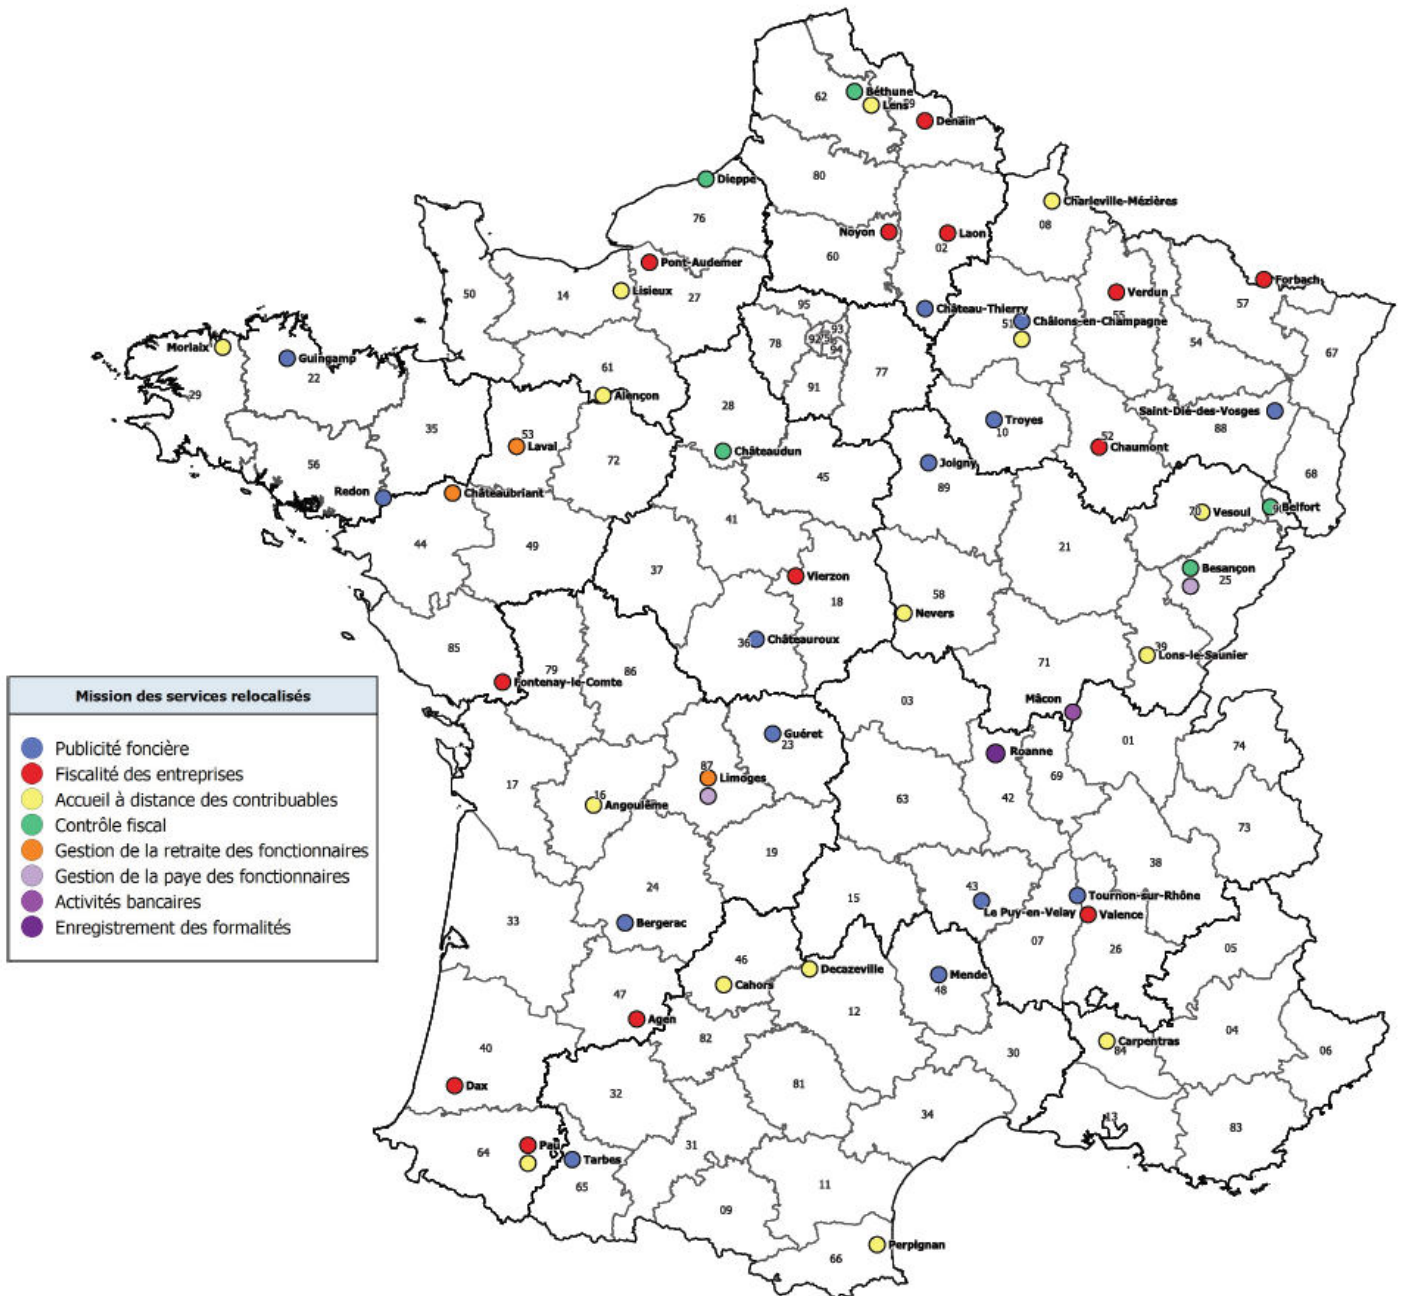 62
Béthune
59
Lens
Denain
80
Dieppe
76
Charleville-Mézières
08
Noyon
Laon
02
60
Pont-Audemer
Forbach
57
50
14
Lisieux
27
Verdun
55
95
Château-Thierry
51
Châlons-en-Champagne
93
92
94
78
54
67
Morlaix
Guingamp
22
61
77
91
29
Alençon
28
Saint-Dié-des-Vosges
88
Troyes
10
35
53
Laval
52
Chaumont
Châteaudun
72
56
45
Joigny
89
68
Redon
Châteaubriant
70
Vesoul
90
Belfort
41
44
49
21
37
Besançon
25
Vierzon
18
58
Nevers
36
Châteauroux
85
39
Lons-le-Saunier
71
79
86
Fontenay-le-Comte
Mission des services relocalisés
Publicité foncière
Fiscalité des entreprises
Accueil à distance des contribuables
Contrôle fiscal
Gestion de la retraite des fonctionnaires
Gestion de la paye des fonctionnaires
Activités bancaires
Enregistrement des formalités
03
Mâcon
Guéret
23
01
74
Roanne
69
87
Limoges
17
16
Angoulême
63
42
73
19
38
24
43
15
Tournon-sur-Rhône
Le Puy-en-Velay
Valence
33
Bergerac
07
26
05
46
Decazeville
Mende
48
Cahors
47
Agen
12
04
82
Carpentras
84
40
30
06
Dax
32
81
34
13
83
Pau
64
Tarbes
65
31
11
09
Perpignan
66